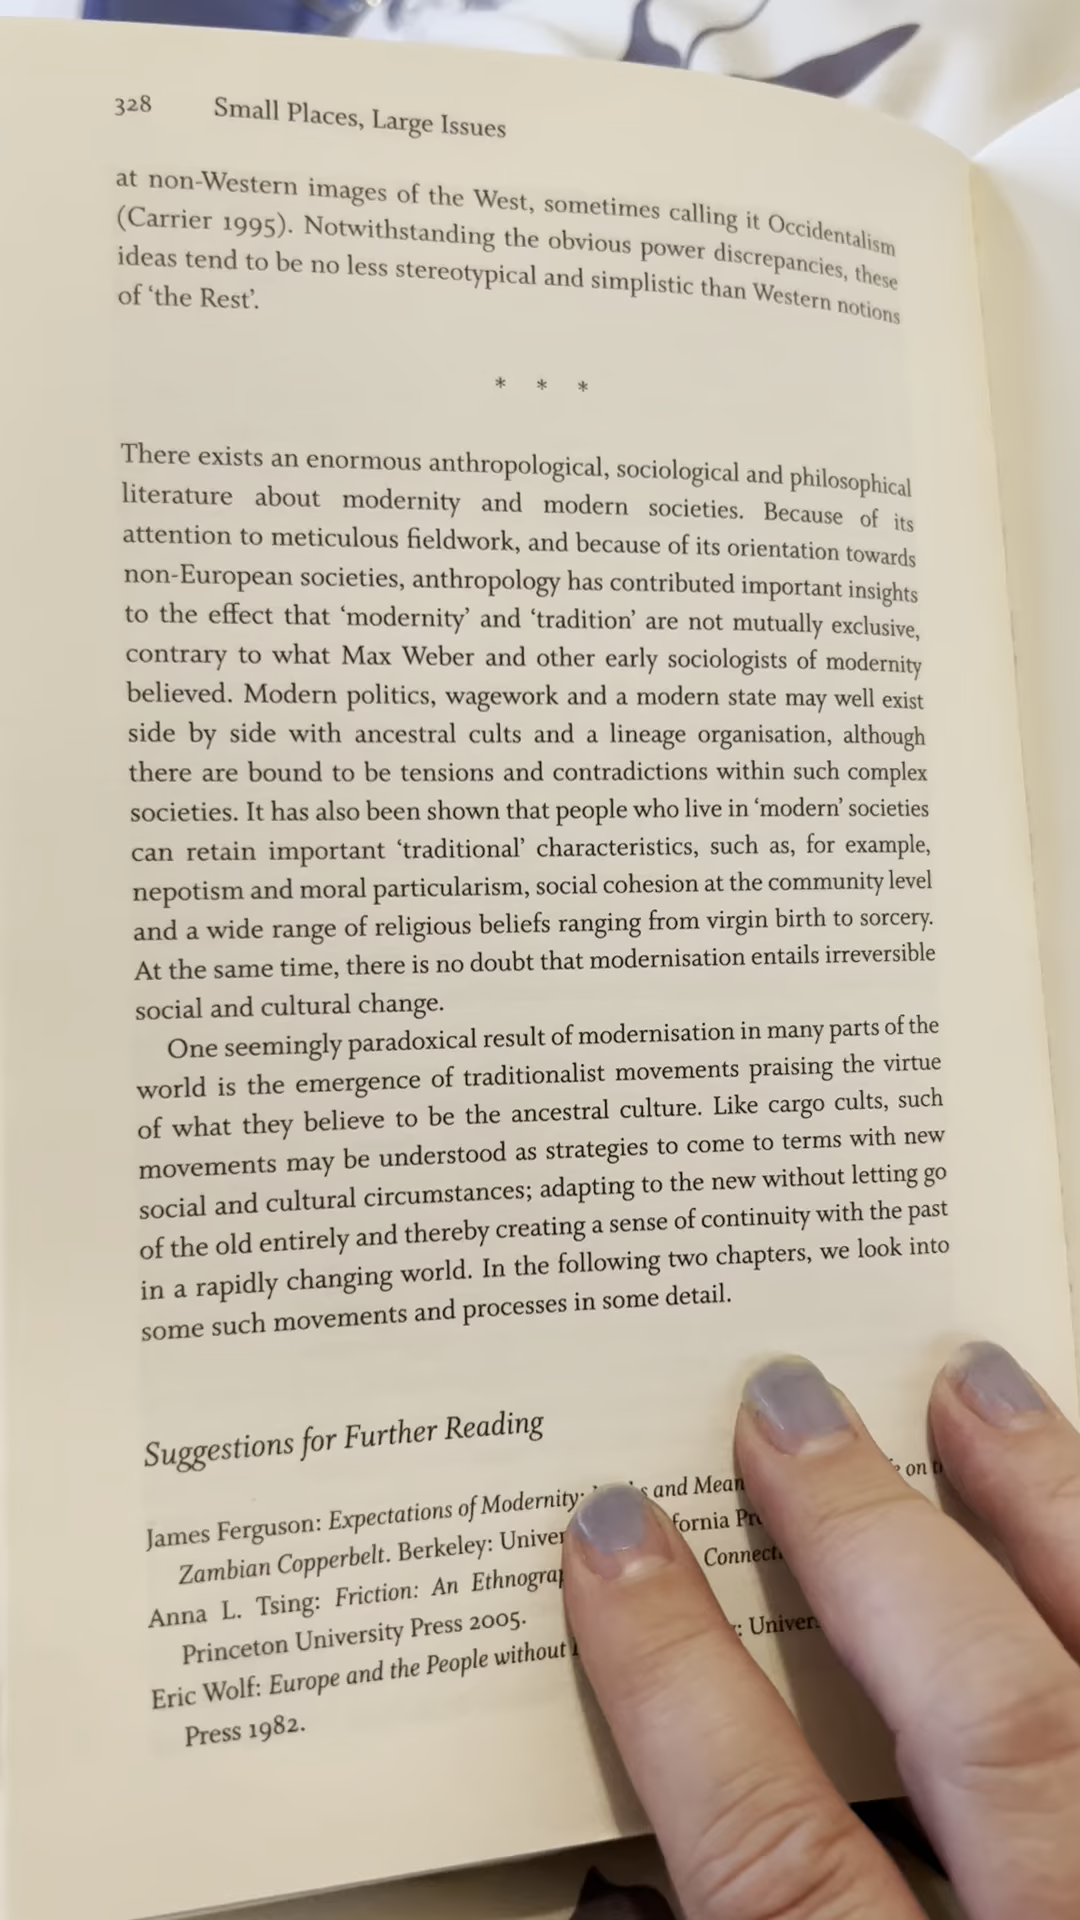 328 Small Places, Large Issues
at non-Western images of the West, sometimes calling it Occidentalism
(Carrier 1995). Notwithstanding the obvious power discrepancies, these
ideas tend to be no less stereotypical and simplistic than Western notions
of ‘the Rest’.
* * *
There exists an enormous anthropological, sociological and philosophical
literature about modernity and modern societies. Because of its
attention to meticulous fieldwork, and because of its orientation towards
non-European societies, anthropology has contributed important insights
to the effect that ‘modernity’ and ‘tradition’ are not mutually exclusive,
contrary to what Max Weber and other early sociologists of modernity
believed. Modern politics, wagework and a modern state may well exist
side by side with ancestral cults and a lineage organisation, although
there are bound to be tensions and contradictions within such complex
societies. It has also been shown that people who live in ‘modern’ societies
can retain important ‘traditional’ characteristics, such as, for example,
nepotism and moral particularism, social cohesion at the community level
and a wide range of religious beliefs ranging from virgin birth to sorcery.
At the same time, there is no doubt that modernisation entails irreversible
social and cultural change.
One seemingly paradoxical result of modernisation in many parts of the
world is the emergence of traditionalist movements praising the virtue
of what they believe to be the ancestral culture. Like cargo cults, such
movements may be understood as strategies to come to terms with new
social and cultural circumstances; adapting to the new without letting go
of the old entirely and thereby creating a sense of continuity with the past
in a rapidly changing world. In the following two chapters, we look into
some such movements and processes in some detail.
Suggestions for Further Reading
James Ferguson: Expectations of Modernity: and on
Zambian Copperbelt. Berkeley:
Anna L. Tsing: Friction: An
Princeton University Press 2005.
Eric Wolf: Europe and the People without
Press 1982.